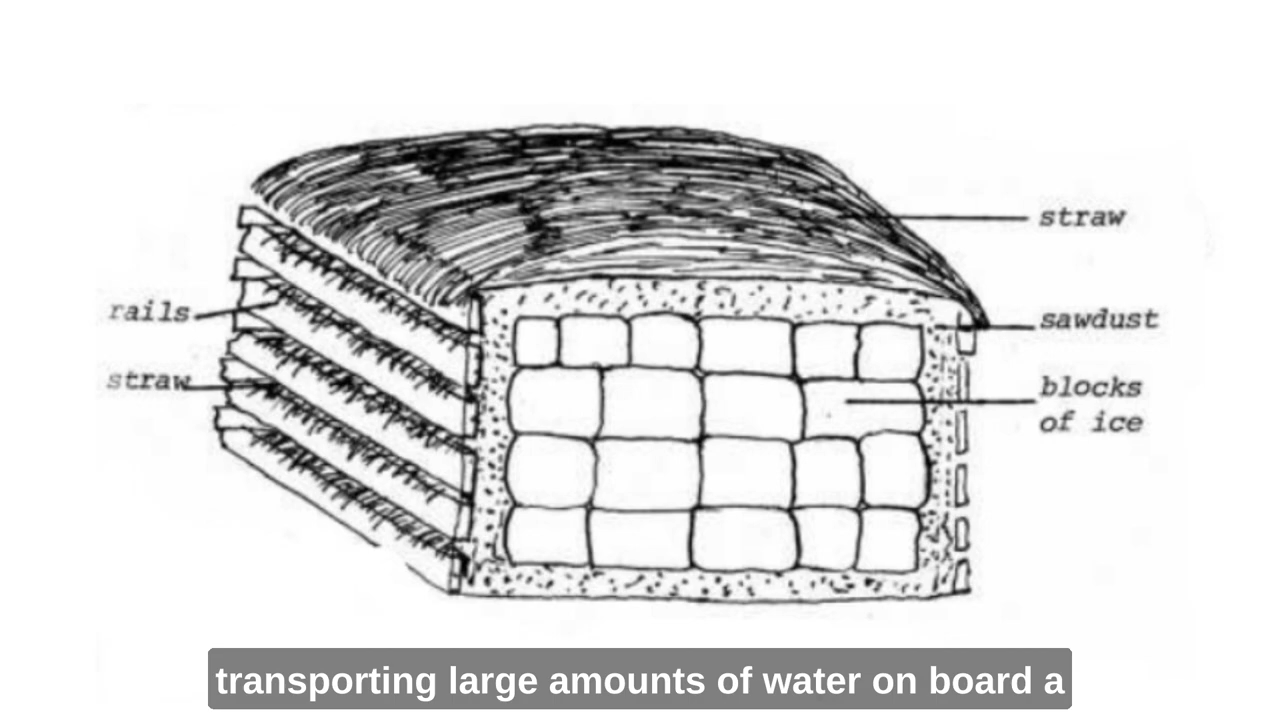 straw
rails
sawdust
straw
blocks
of ice
transporting large amounts of water on board a